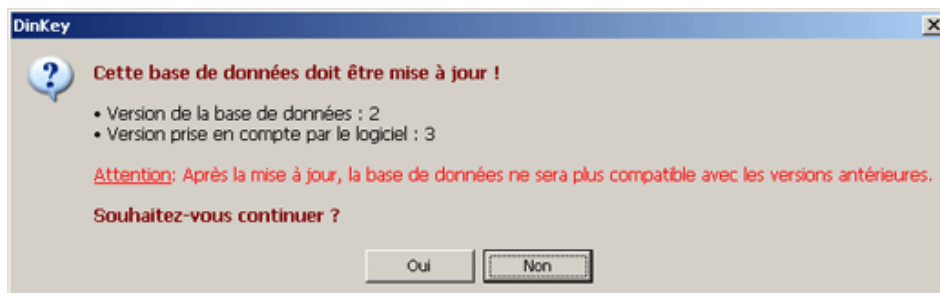 DinKey
Cette base de données doit être mise à jour !
• Version de la base de données : 2
• Version prise en compte par le logiciel : 3
Attention: Après la mise à jour, la base de données ne sera plus compatible avec les versions antérieures.
Souhaitez-vous continuer ?
Oui Non